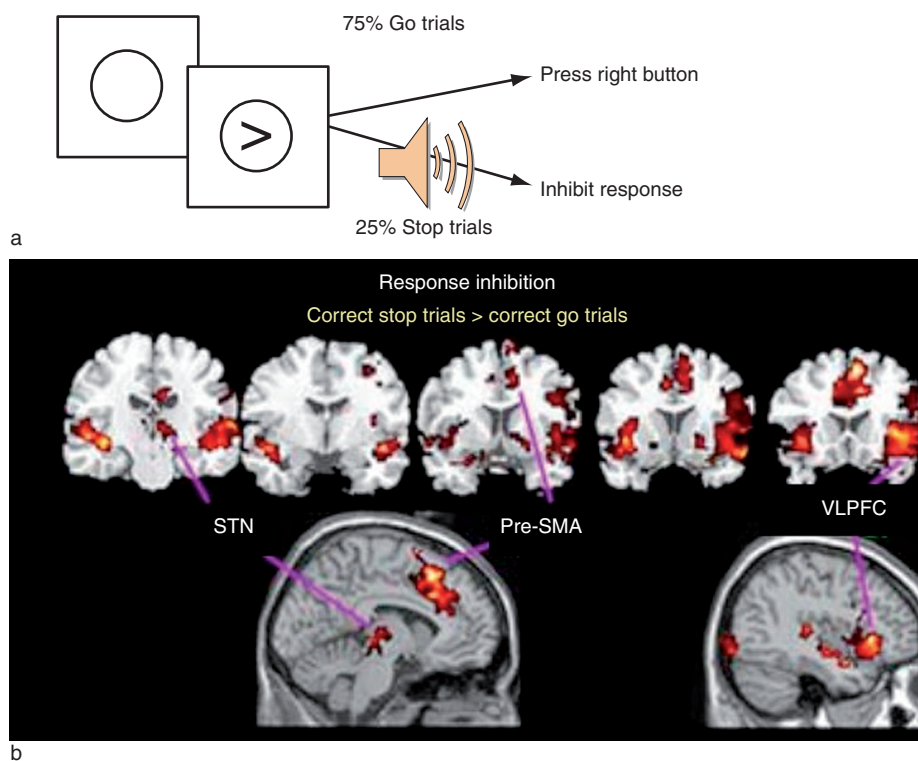 75% Go trials
Press right button
>
Inhibit response
25% Stop trials
a
Response inhibition
Correct stop trials > correct go trials
STN
Pre-SMA
VLPFC
b